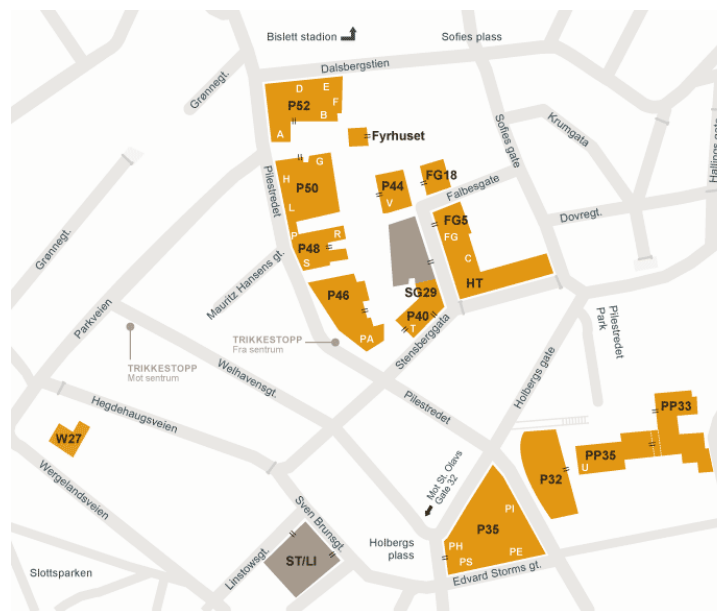 Bislett stadion
Sofies plass
Dalsbergstien
Grønnegt.
D
E
P52
F
B
A
Fyrhuset
Sofies gate
Krumgata
Hallings gate
Pilestredet
G
H
P50
L
P44
V
FG18
Falbesgate
FG5
FG
C
HT
Dovregt.
Grønnegt.
P
R
P48
S
Mauritz Hansens gt.
P46
PA
SG29
P40
T
Stensberggata
Parkveien
TRIKKESTOPP
Fra sentrum
TRIKKESTOPP
Mot sentrum
Pilestredet
Park
Welhavensgt.
Holbergs gate
Hegdehaugsveien
Pilestredet
PP33
W27
PP35
U
P32
Wergelandsveien
Mot St. Olavs
Gate 32
Sven Brunsgt.
P35
PI
PH
PS
PE
Holbergs
plass
ST/LI
Linstowsgt.
Edvard Storms gt.
Slottsparken